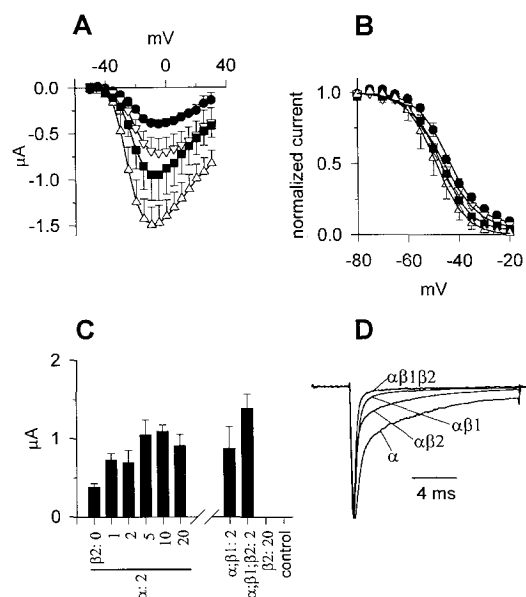 A
mV
-40 0 40
0.0
-0.5
-1.0
-1.5
μA
B
1.0
0.5
0.0
normalized current
-80 -60 -40 -20
mV
C
2
1
0
μA
β2: 0
1
2
5
10
20
α: 2
α;β1: 2
α;β1;β2: 2
β2: 20
control
D
αβ1β2
αβ1
αβ2
α
4 ms